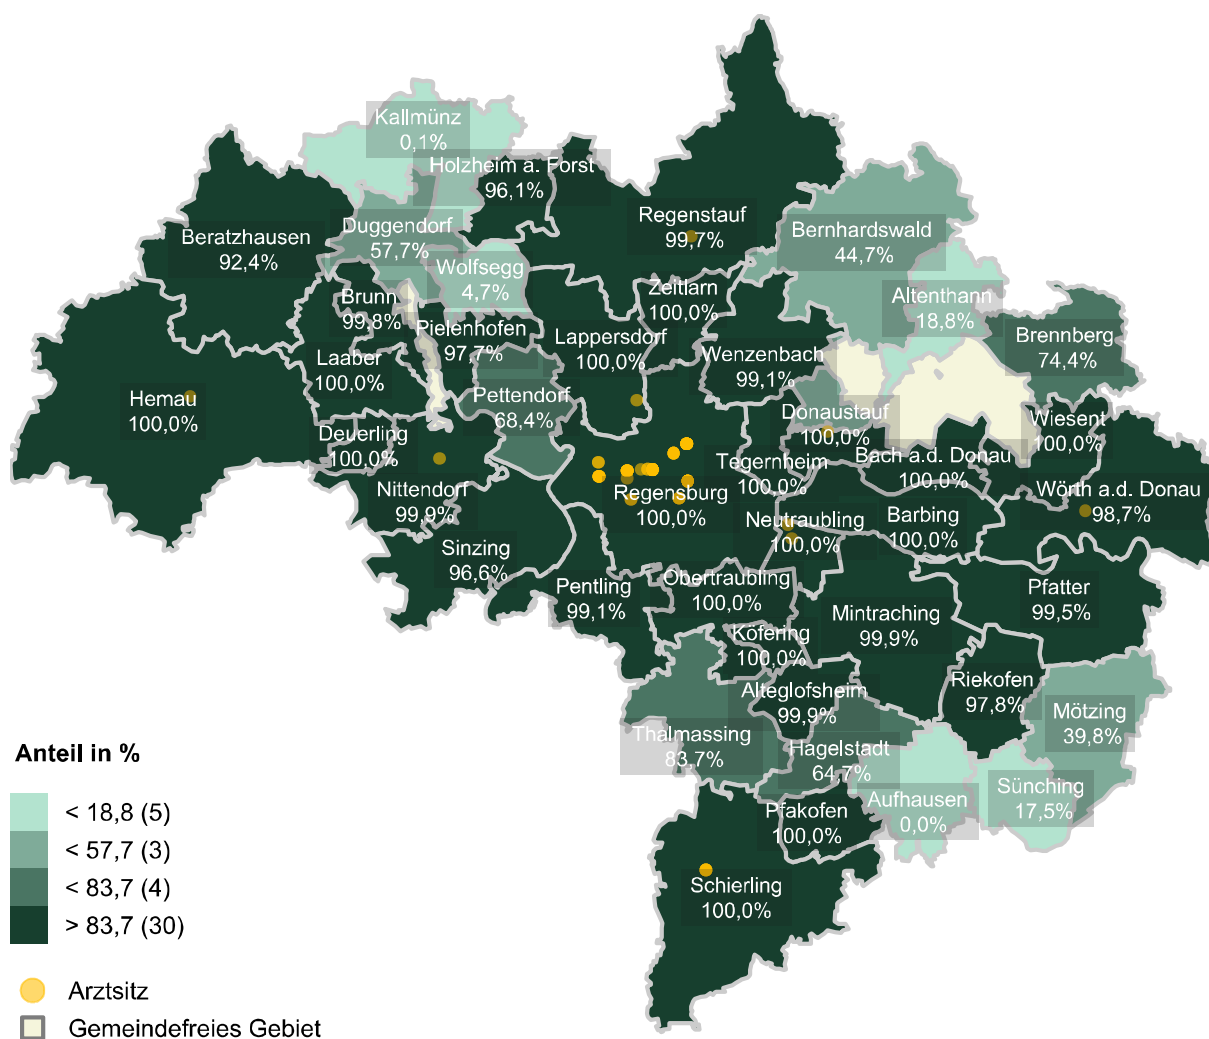 Kallmünz
0,1%
Holzheim a. Forst
96,1%
Regenstauf
99,7%
Duggendorf
57,7%
Bernhardswald
44,7%
Beratzhausen
92,4%
Wolfsegg
4,7%
Zeitlarn
100,0%
Altenthann
18,8%
Brunn
99,8%
Pielenhofen
97,7%
Lappersdorf
100,0%
Brennberg
74,4%
Laaber
100,0%
Wenzenbach
99,1%
Hemau
100,0%
Pettendorf
68,4%
Donaustauf
100,0%
Wiesent
100,0%
Deuerling
100,0%
Tegernheim
100,0%
Bach a.d. Donau
100,0%
Nittendorf
99,9%
Regensburg
100,0%
Wörth a.d. Donau
98,7%
Neutraubling
100,0%
Barbing
100,0%
Sinzing
96,6%
Pentling
99,1%
Obertraubling
100,0%
Pfatter
99,5%
Mintraching
99,9%
Köfering
100,0%
Riekofen
97,8%
Alteglofsheim
99,9%
Mötzing
39,8%
Thalmassing
83,7%
Hagelstadt
64,7%
Sünching
17,5%
Aufhausen
0,0%
Pfakofen
100,0%
Schierling
100,0%
Anteil in %
< 18,8 (5)
< 57,7 (3)
< 83,7 (4)
> 83,7 (30)
Arztsitz
Gemeindefreies Gebiet